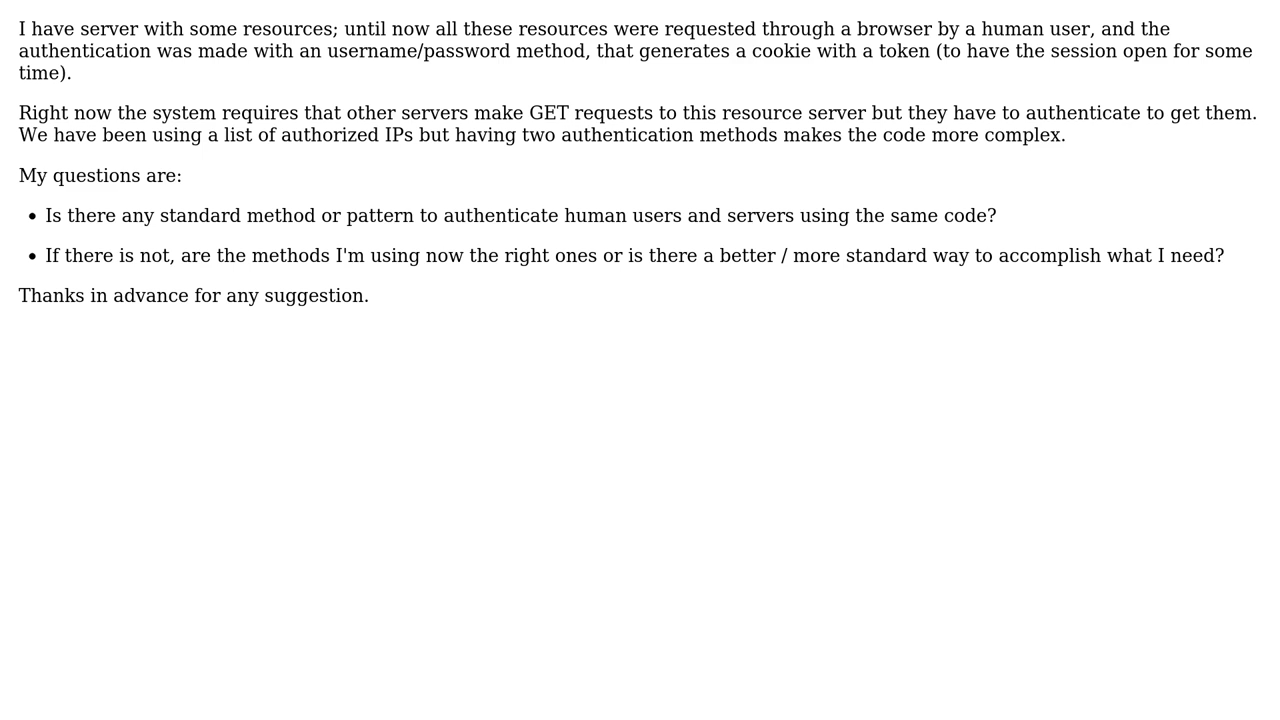 I have server with some resources; until now all these resources were requested through a browser by a human user, and the
authentication was made with an username/password method, that generates a cookie with a token (to have the session open for some
time).
Right now the system requires that other servers make GET requests to this resource server but they have to authenticate to get them.
We have been using a list of authorized IPs but having two authentication methods makes the code more complex.
My questions are:
• Is there any standard method or pattern to authenticate human users and servers using the same code?
• If there is not, are the methods I'm using now the right ones or is there a better / more standard way to accomplish what I need?
Thanks in advance for any suggestion.